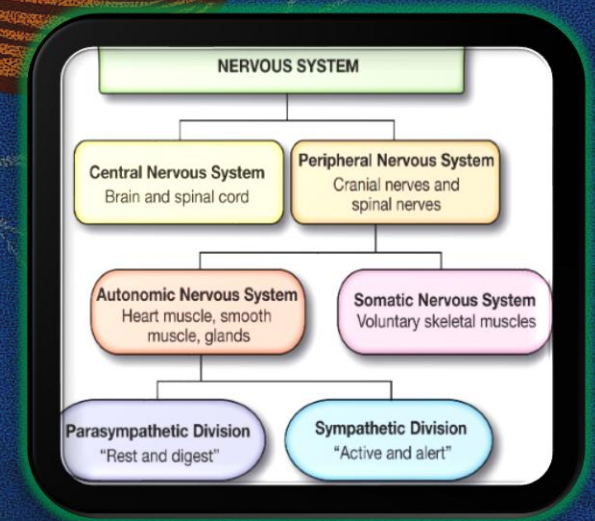 NERVOUS SYSTEM
Central Nervous System
Brain and spinal cord
Peripheral Nervous System
Cranial nerves and
spinal nerves
Autonomic Nervous System
Heart muscle, smooth
muscle, glands
Somatic Nervous System
Voluntary skeletal muscles
Parasympathetic Division
“Rest and digest”
Sympathetic Division
“Active and alert”